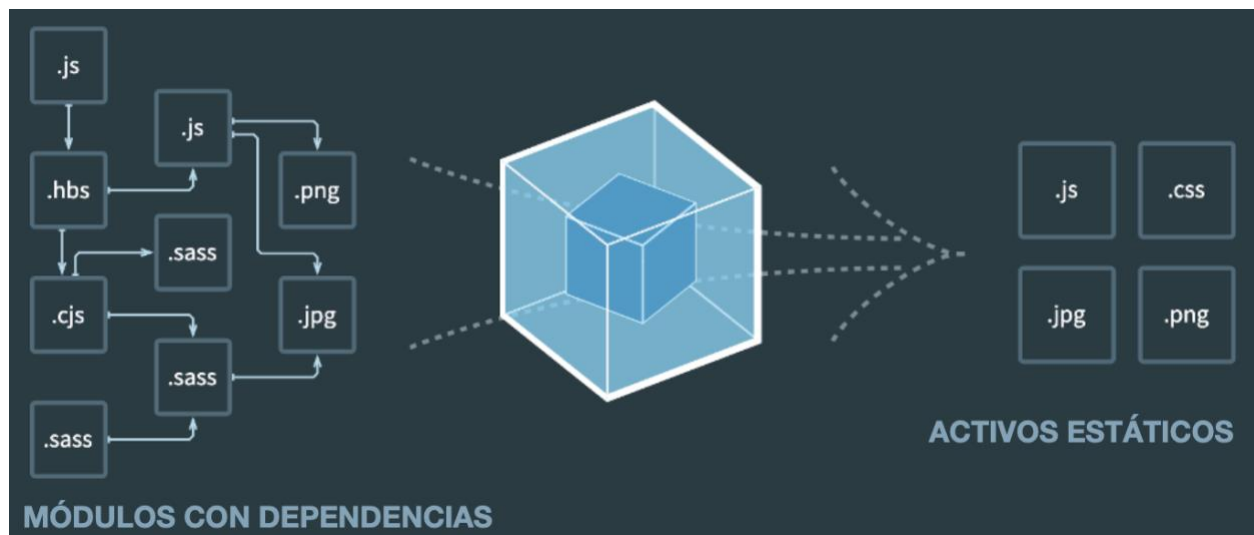 .js
.js
.hbs
.png
.sass
.cjs
.jpg
.sass
.sass
MÓDULOS CON DEPENDENCIAS
.js
.css
.jpg
.png
ACTIVOS ESTÁTICOS